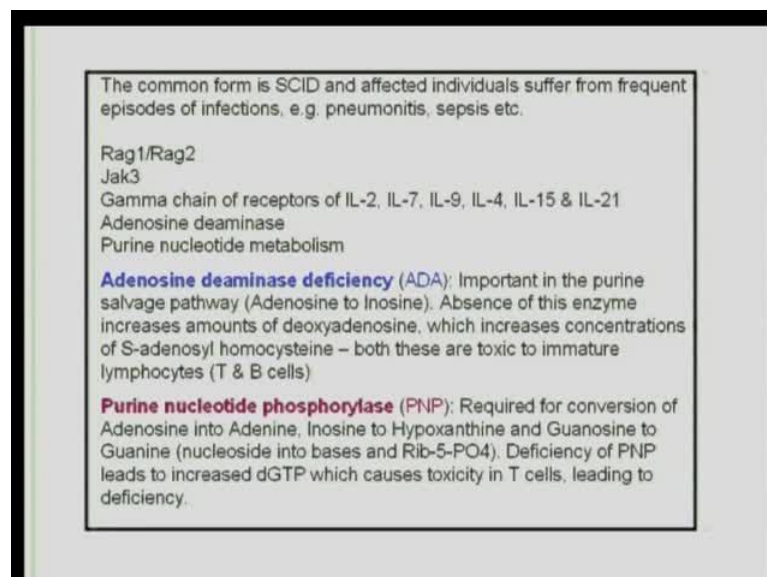 The common form is SCID and affected individuals suffer from frequent
episodes of infections, e.g. pneumonitis, sepsis etc.
Rag1/Rag2
Jak3
Gamma chain of receptors of IL-2, IL-7, IL-9, IL-4, IL-15 & IL-21
Adenosine deaminase
Purine nucleotide metabolism
Adenosine deaminase deficiency (ADA): Important in the purine
salvage pathway (Adenosine to Inosine). Absence of this enzyme
increases amounts of deoxyadenosine, which increases concentrations
of S-adenosyl homocysteine – both these are toxic to immature
lymphocytes (T & B cells)
Purine nucleotide phosphorylase (PNP): Required for conversion of
Adenosine into Adenine, Inosine to Hypoxanthine and Guanosine to
Guanine (nucleoside into bases and Rib-5-PO4). Deficiency of PNP
leads to increased dGTP which causes toxicity in T cells, leading to
deficiency.